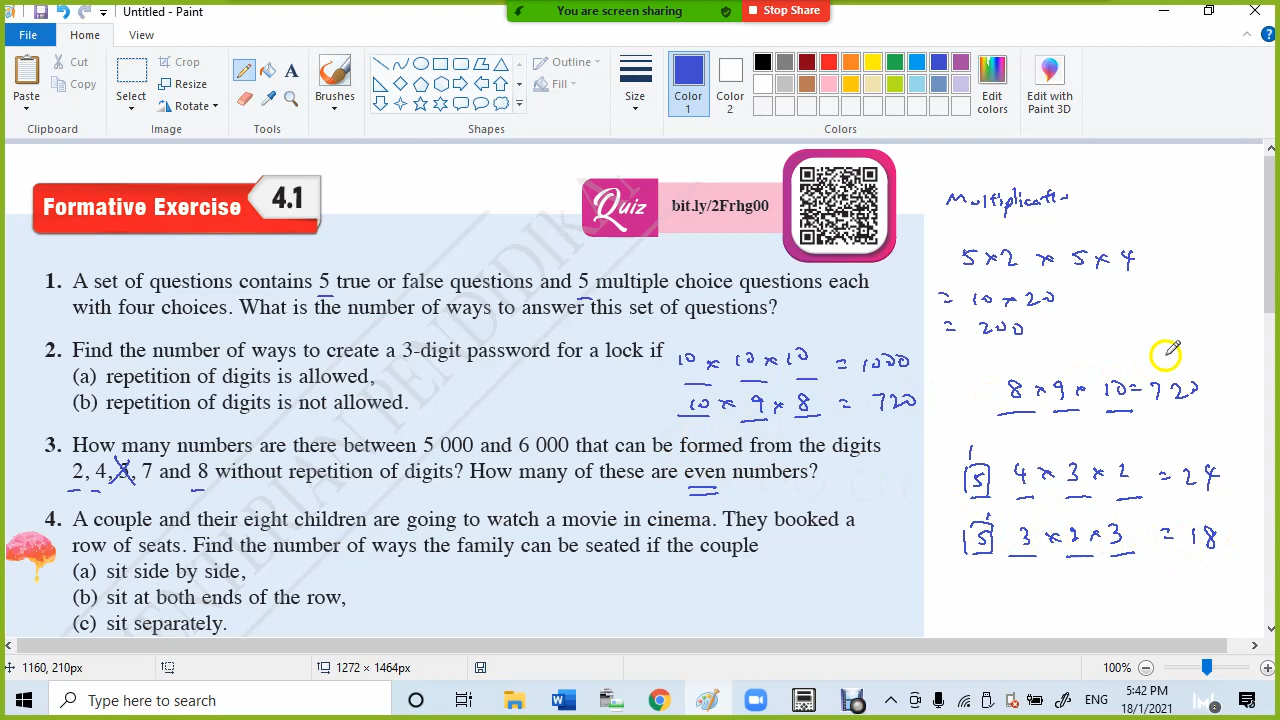 Untitled - Paint
You are screen sharing
Stop Share
File
Home
View
Paste
Cut
Copy
Clipboard
Select
Crop
Resize
Rotate
Image
A
Tools
Brushes
Outline
Fill
Shapes
Size
Color
1
Color
2
Edit
colors
Colors
Edit with
Paint 3D
Formative Exercise 4.1
Quiz
bit.ly/2Frhg00
KEMENTERIAN PENDIDIKAN
1. A set of questions contains 5 true or false questions and 5 multiple choice questions each
with four choices. What is the number of ways to answer this set of questions?
2. Find the number of ways to create a 3-digit password for a lock if
(a) repetition of digits is allowed,
(b) repetition of digits is not allowed.
10 × 10 × 10 = 1000
10 × 9 × 8 = 720
3. How many numbers are there between 5 000 and 6 000 that can be formed from the digits
2, 4, 5, 7 and 8 without repetition of digits? How many of these are even numbers?
4. A couple and their eight children are going to watch a movie in cinema. They booked a
row of seats. Find the number of ways the family can be seated if the couple
(a) sit side by side,
(b) sit at both ends of the row,
(c) sit separately.
Multiplication
5×2 × 5×4
= 10 × 20
= 200
8 × 9 × 10 = 720
1
5 4 × 3 × 2 = 24
1
5 3 × 2 × 3 = 18
1160, 210px
1272 × 1464px
100%
Type here to search
ENG
5:42 PM
18/1/2021